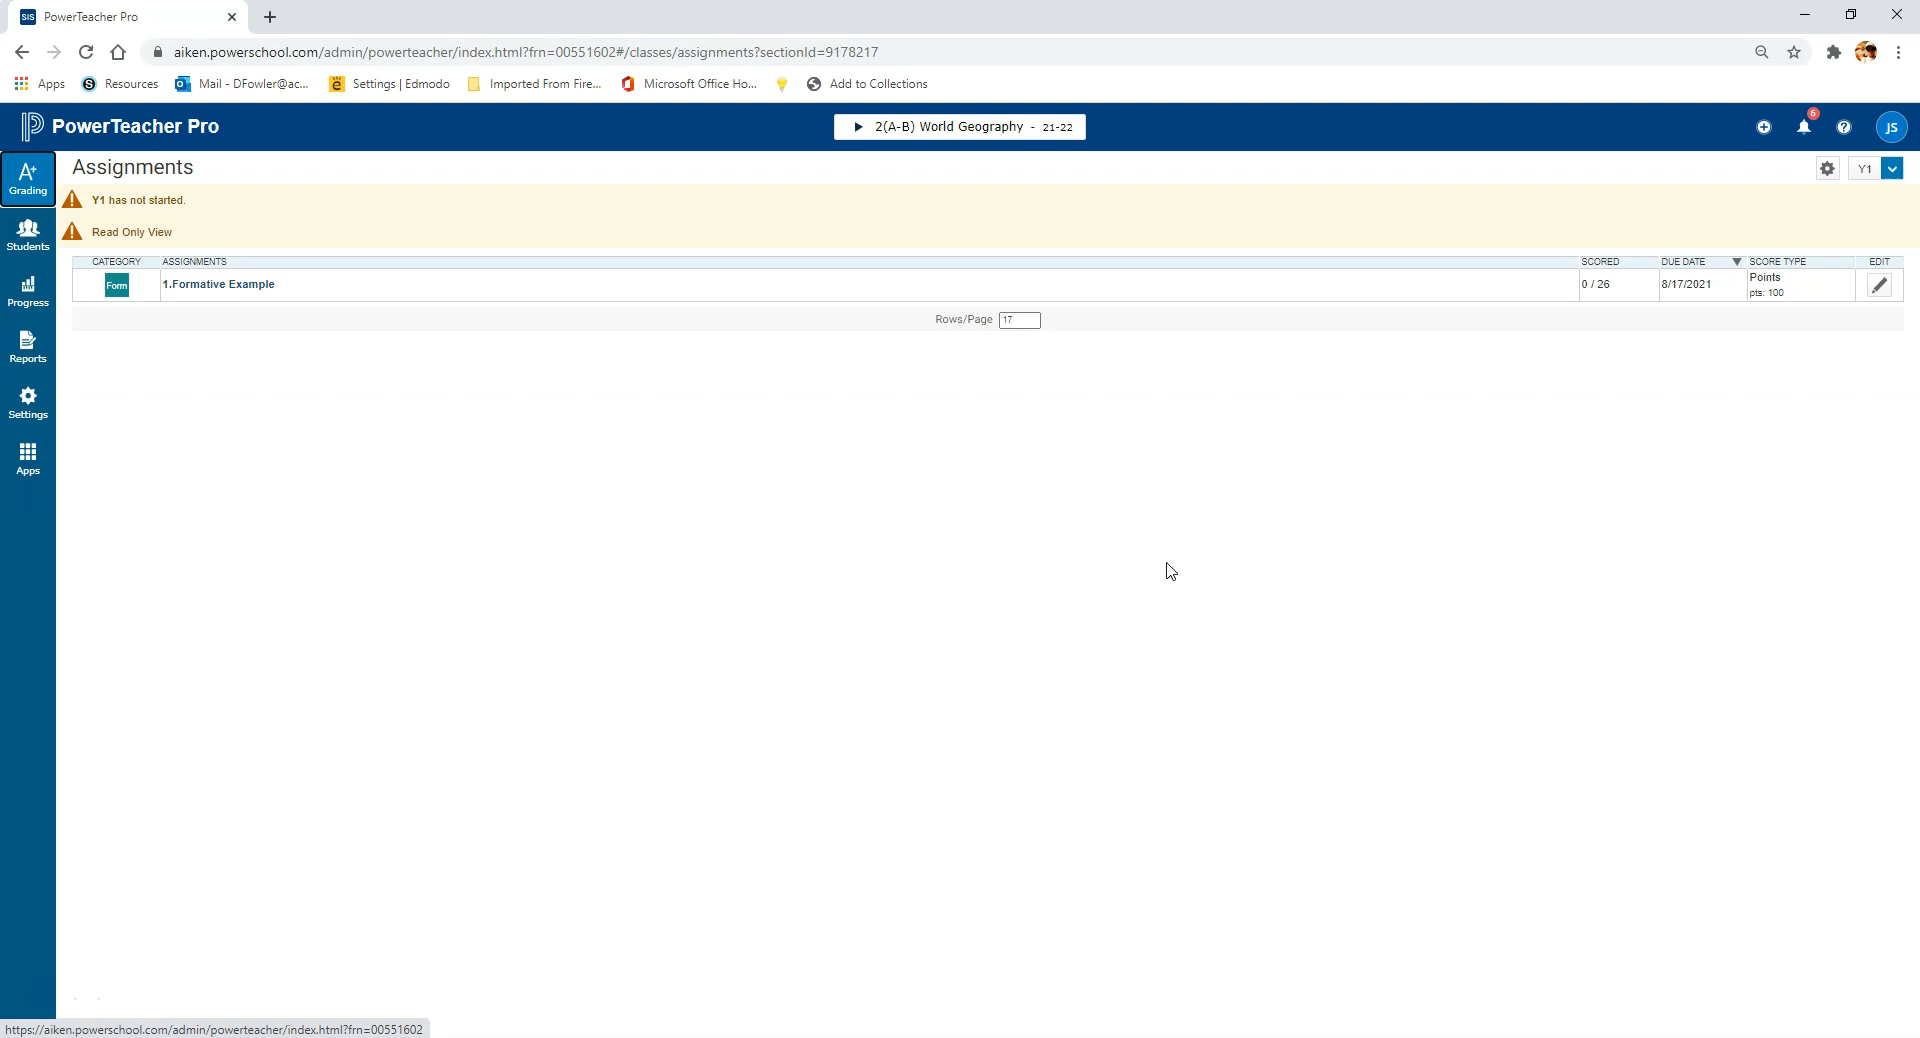 SIS PowerTeacher Pro
aiken.powerschool.com/admin/powerteacher/index.html?frn=00551602#/classes/assignments?sectionId=9178217
Apps Resources Mail - DFowler@ac... Settings | Edmodo Imported From Fire... Microsoft Office Ho... Add to Collections
PowerTeacher Pro 2(A-B) World Geography - 21-22 6 JS
Assignments Y1
A+
Grading
Y1 has not started.
Read Only View
Students
CATEGORY ASSIGNMENTS SCORED DUE DATE SCORE TYPE EDIT
Form 1.Formative Example 0 / 26 8/17/2021 Points
pts: 100
Progress
Rows/Page 17
Reports
Settings
Apps
https://aiken.powerschool.com/admin/powerteacher/index.html?frn=00551602